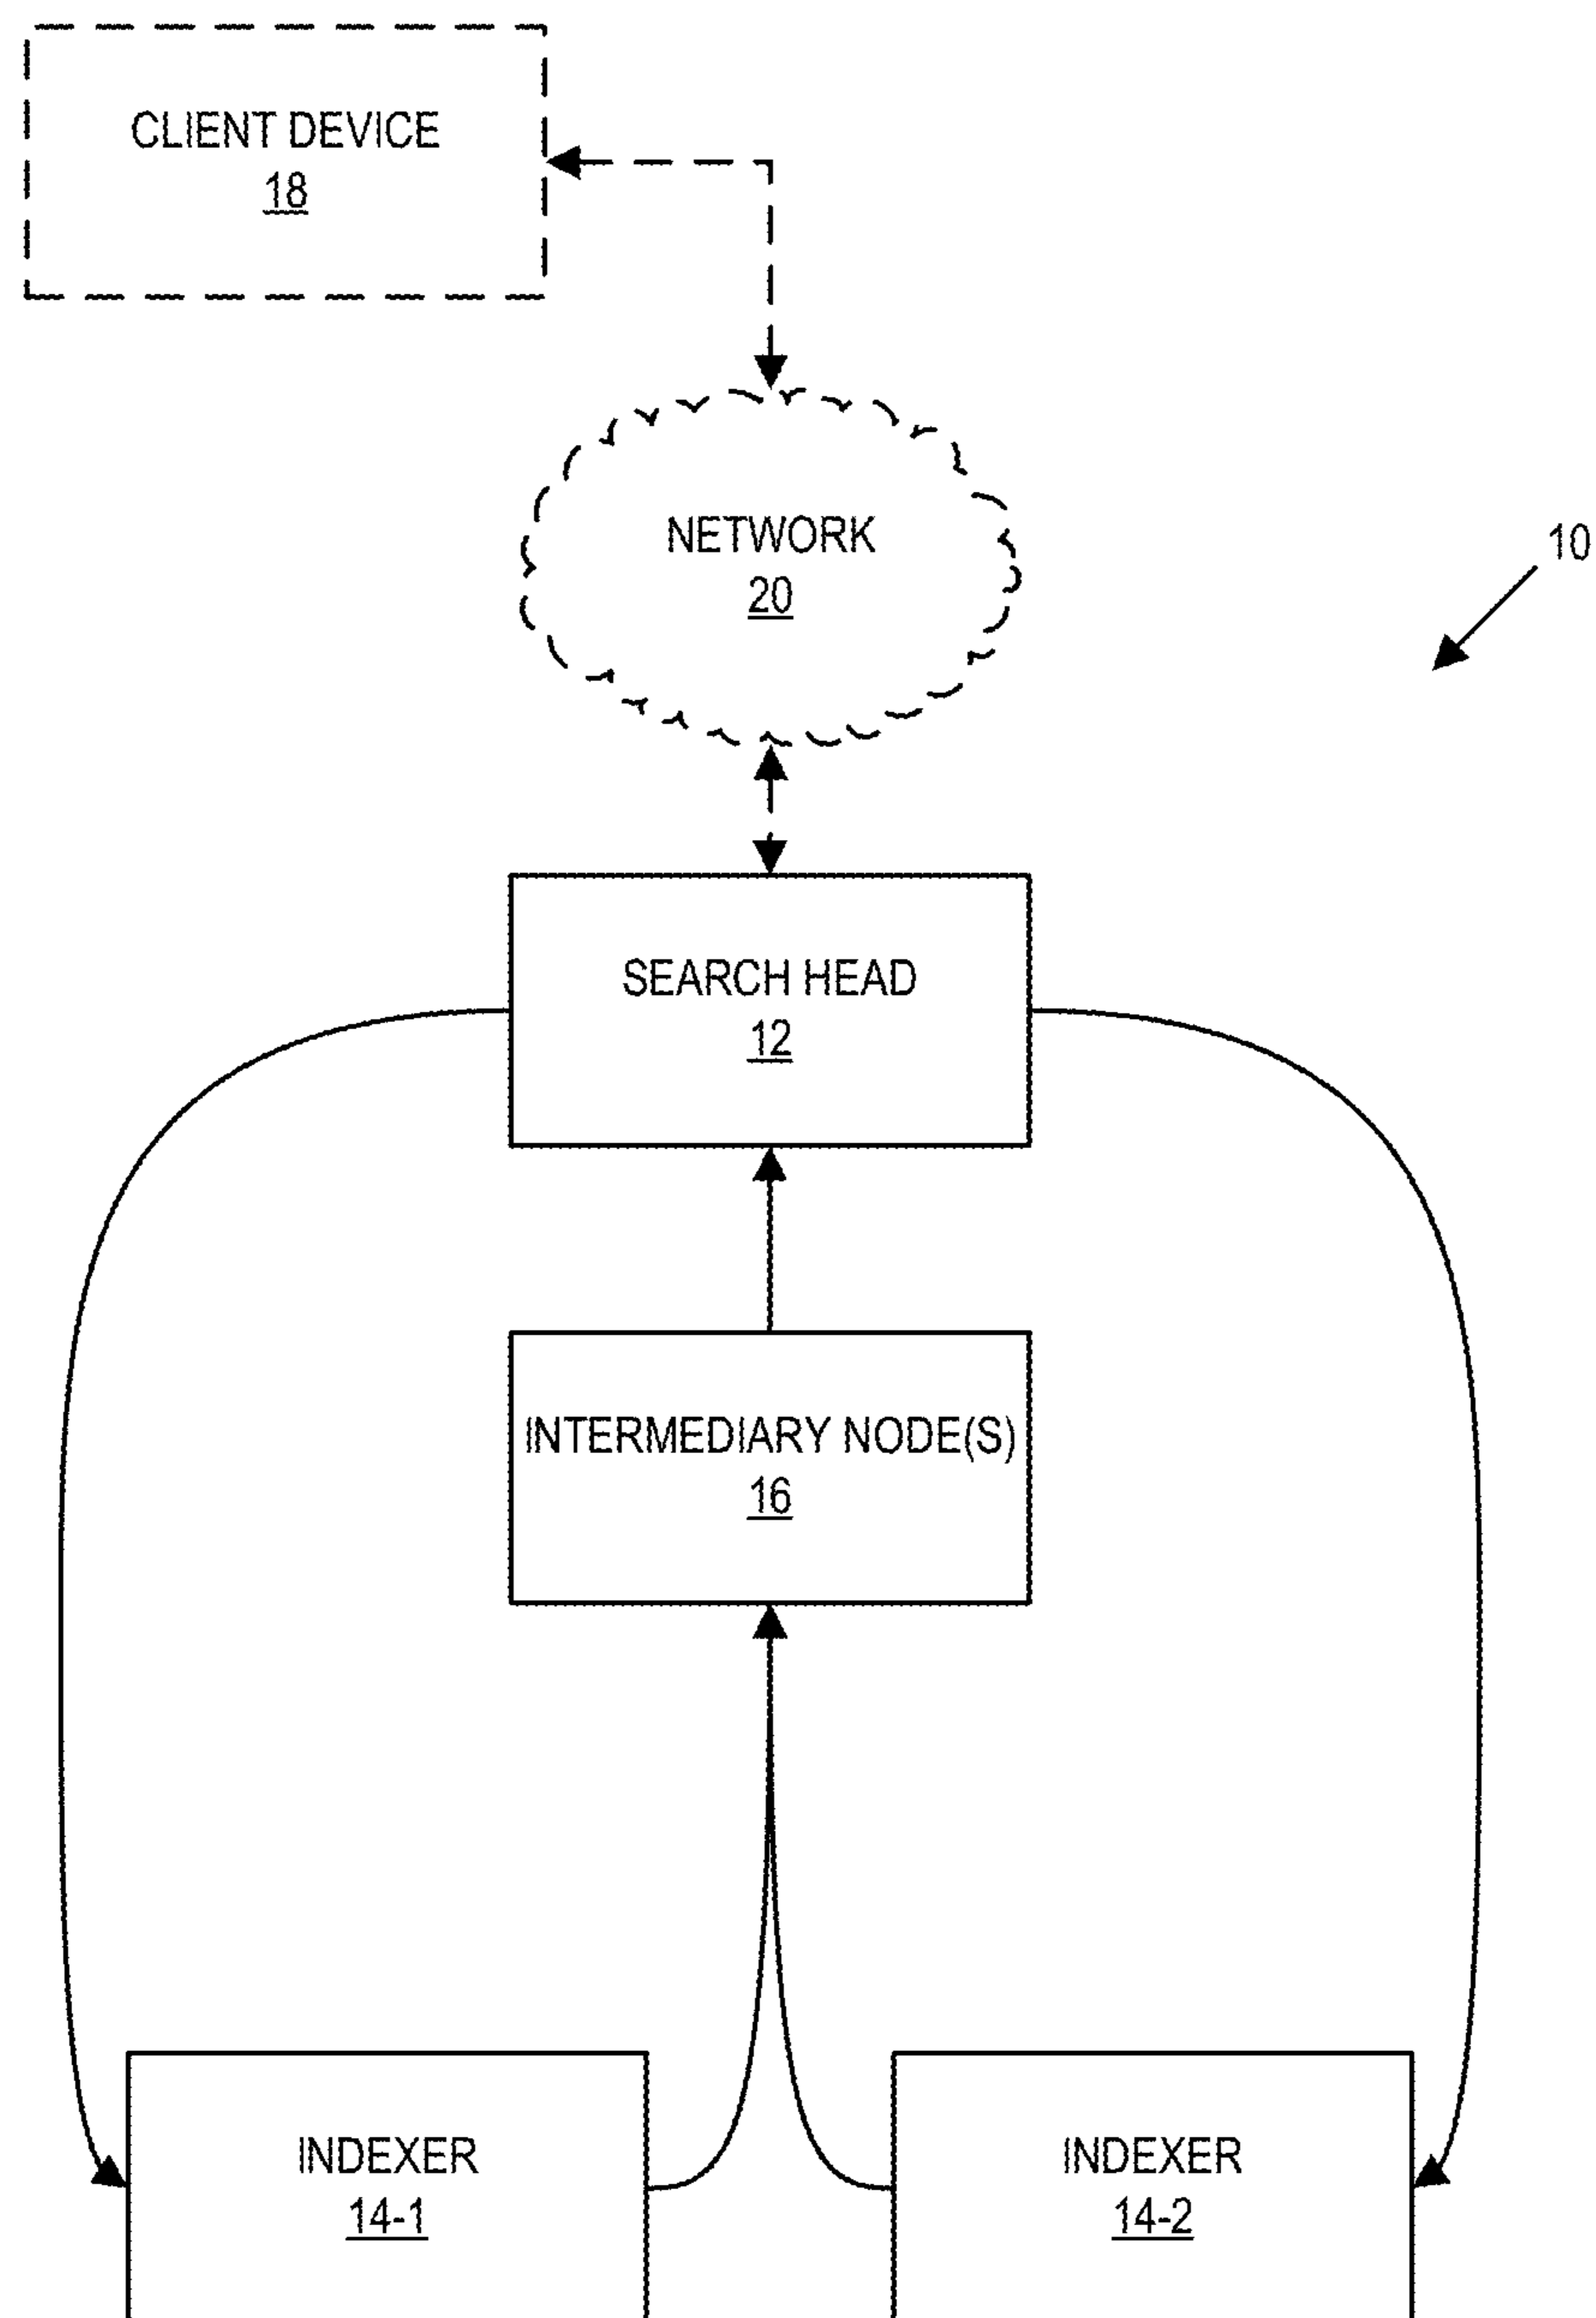 CLIENT DEVICE
18
NETWORK
20
10
SEARCH HEAD
12
INTERMEDIARY NODE(S)
16
INDEXER
14-1
INDEXER
14-2